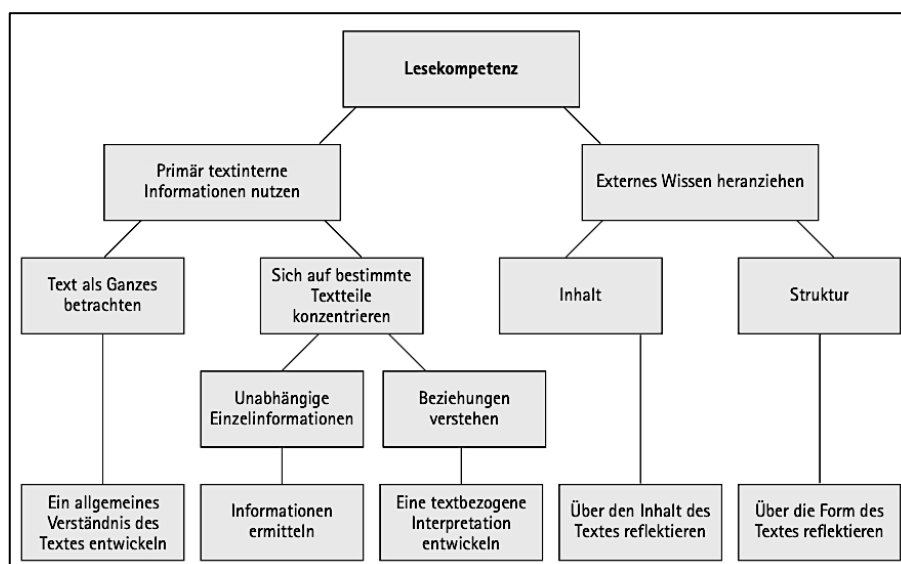 Lesekompetenz
Primär textinterne
Informationen nutzen
Externes Wissen heranziehen
Text als Ganzes
betrachten
Sich auf bestimmte
Textteile
konzentrieren
Inhalt
Struktur
Unabhängige
Einzelinformationen
Beziehungen
verstehen
Ein allgemeines
Verständnis des
Textes entwickeln
Informationen
ermitteln
Eine textbezogene
Interpretation
entwickeln
Über den Inhalt des
Textes reflektieren
Über die Form des
Textes reflektieren